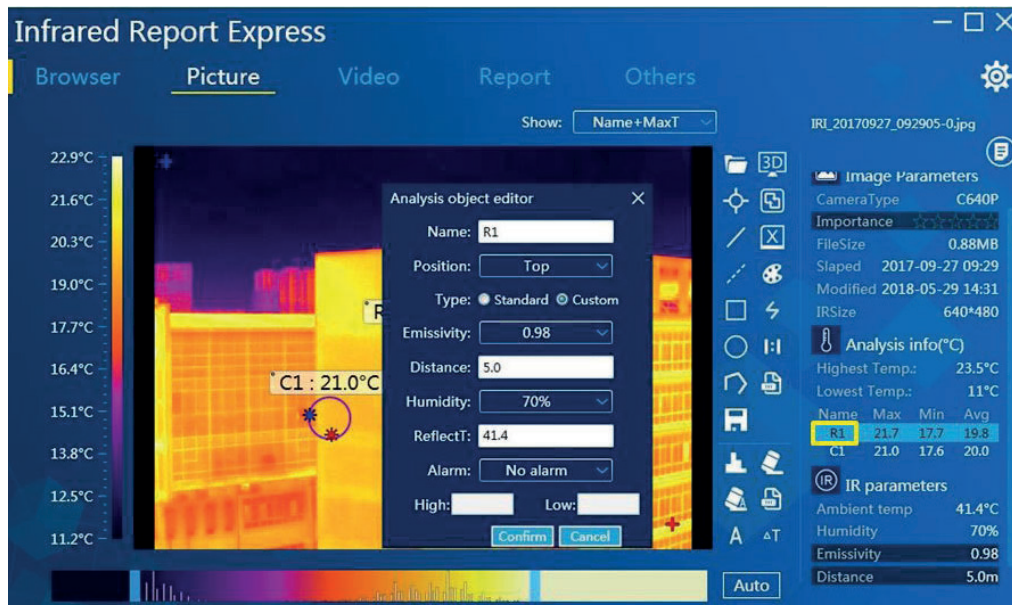 Infrared Report Express
Browser Picture Video Report Others
Show: Name+MaxT
IRI_20170927_092905-0.jpg
22.9°C
21.6°C
20.3°C
19.0°C
17.7°C
16.4°C
15.1°C
13.8°C
12.5°C
11.2°C
R
C1 : 21.0°C
Analysis object editor
Name: R1
Position: Top
Type: Standard Custom
Emissivity: 0.98
Distance: 5.0
Humidity: 70%
ReflectT: 41.4
Alarm: No alarm
High: Low:
Confirm Cancel
3D
X
1:1
A ΔT
Auto
Image Parameters
CameraType C640P
Importance
FileSize 0.88MB
Slaped 2017-09-27 09:29
Modified 2018-05-29 14:31
IRSize 640*480
Analysis info(°C)
Highest Temp.: 23.5°C
Lowest Temp.: 11°C
Name Max Min Avg
R1 21.7 17.7 19.8
C1 21.0 17.6 20.0
IR IR parameters
Ambient temp 41.4°C
Humidity 70%
Emissivity 0.98
Distance 5.0m